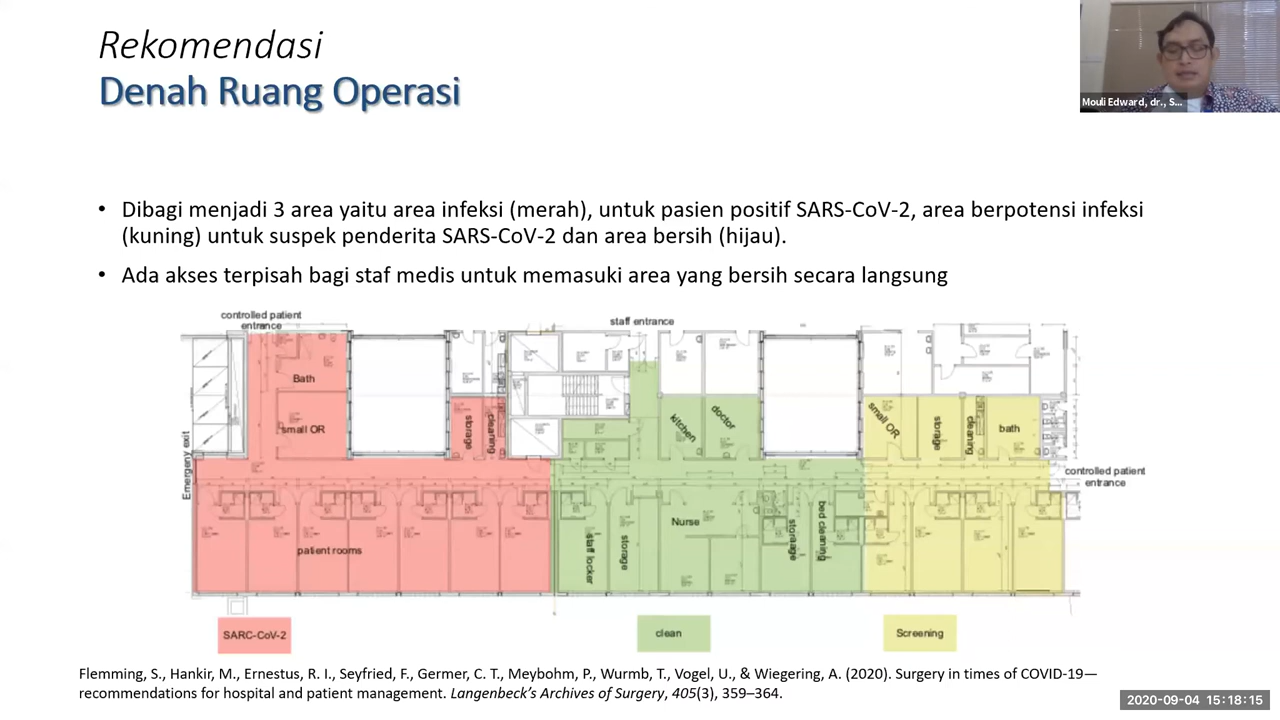 Rekomendasi
Denah Ruang Operasi
Mouli Edward, dr., S...
• Dibagi menjadi 3 area yaitu area infeksi (merah), untuk pasien positif SARS-CoV-2, area berpotensi infeksi
(kuning) untuk suspek penderita SARS-CoV-2 dan area bersih (hijau).
• Ada akses terpisah bagi staf medis untuk memasuki area yang bersih secara langsung
controlled patient
entrance
staff entrance
Bath
small OR
storage
cleaning
kitchen
doctor
small OR
storage
cleaning
bath
Emergeny exit
controlled patient
entrance
patient rooms
staff locker
storage
Nurse
storage
bed cleaning
SARC-CoV-2
clean
Screening
Flemming, S., Hankir, M., Ernestus, R. I., Seyfried, F., Germer, C. T., Meybohm, P., Wurmb, T., Vogel, U., & Wiegering, A. (2020). Surgery in times of COVID-19—
recommendations for hospital and patient management. Langenbeck's Archives of Surgery, 405(3), 359–364.
2020-09-04 15:18:15